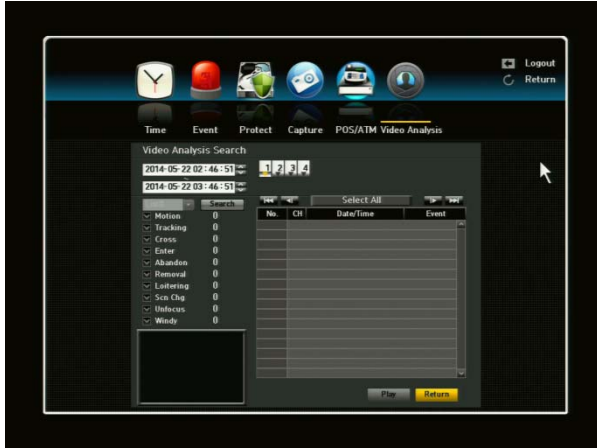 Logout
Return
Time Event Protect Capture POS/ATM Video Analysis
Video Analysis Search
2014-05-22 02:46:51
~
2014-05-22 03:46:51
1 2 3 4
Search
Select All
No. CH Date/Time Event
Motion 0
Tracking 0
Cross 0
Enter 0
Abandon 0
Removal 0
Loitering 0
Scn Chg 0
Unfocus 0
Windy 0
Play Return